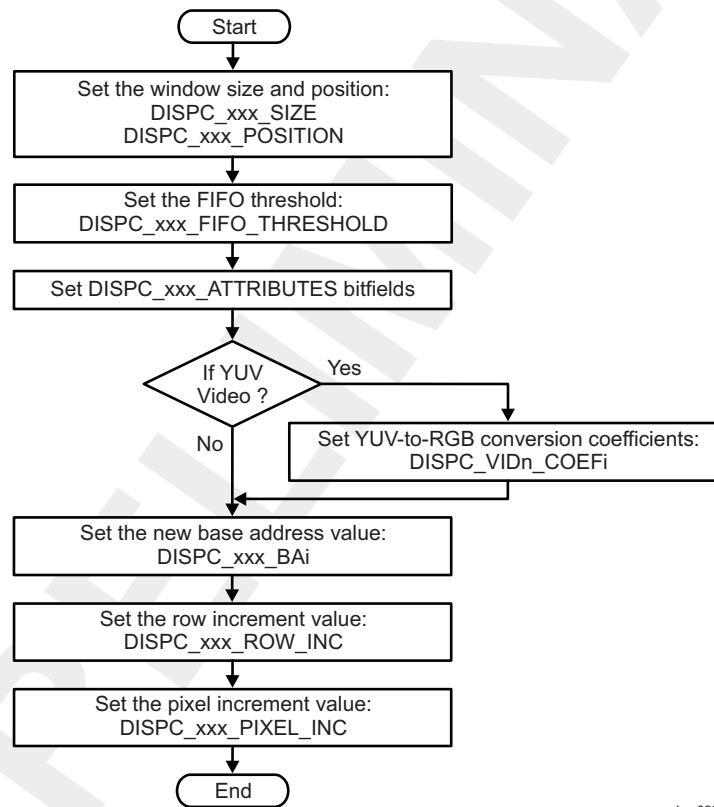 Start
Set the window size and position:
DISPC_xxx_SIZE
DISPC_xxx_POSITION
Set the FIFO threshold:
DISPC_xxx_FIFO_THRESHOLD
Set DISPC_xxx_ATTRIBUTES bitfields
If YUV
Video ?
Yes
No
Set YUV-to-RGB conversion coefficients:
DISPC_VIDn_COEFi
Set the new base address value:
DISPC_xxx_BAi
Set the row increment value:
DISPC_xxx_ROW_INC
Set the pixel increment value:
DISPC_xxx_PIXEL_INC
End